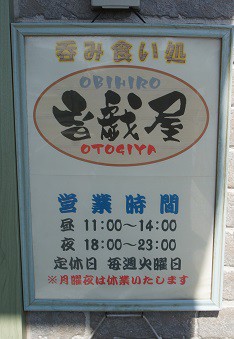 呑み食い処
OBIHIRO
音戯屋
OTOGIYA
営業時間
昼 11:00～14:00
夜 18:00～23:00
定休日 毎週火曜日
※月曜夜は休業いたします